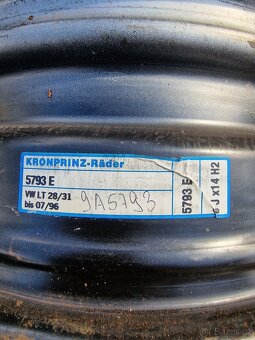 KRONPRINZ-Räder
5793 E
VW LT 28/31
bis 07/96
9A5793
5793 E
J x14 H2